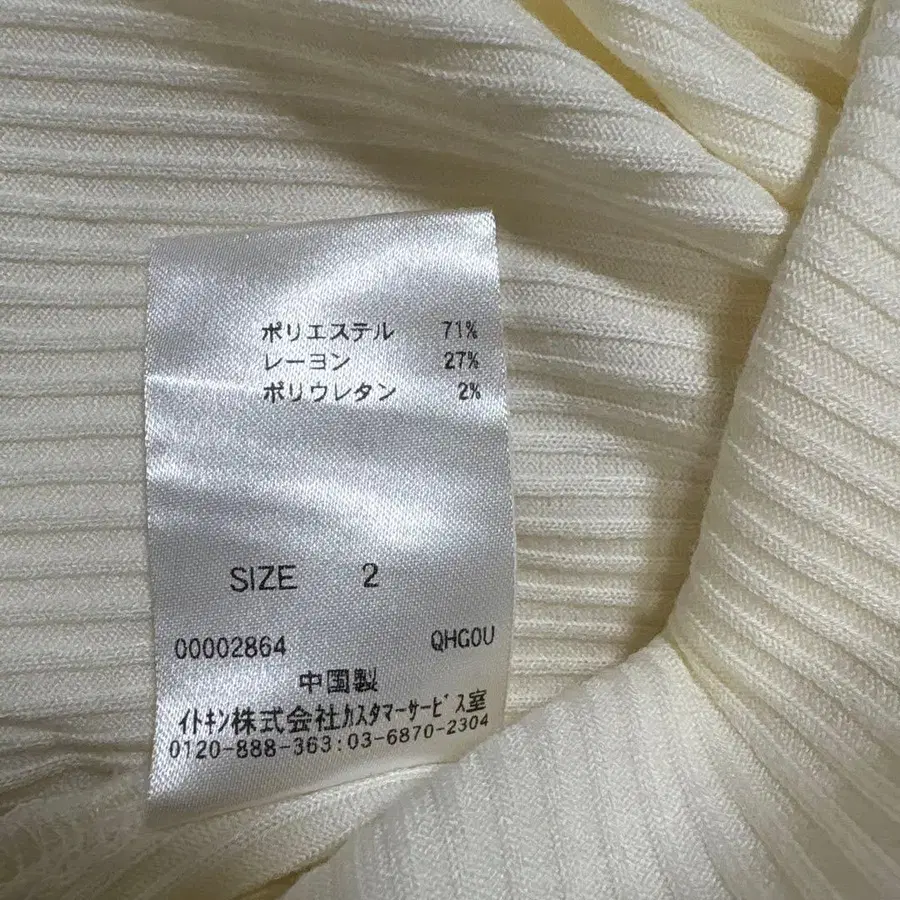 ポリエステル 71%
レーヨン 27%
ポリウレタン 2%
SIZE 2
00002864 QHG0U
中国製
イトキン株式会社カスタマーサービス室
0120-888-363:03-6870-2304